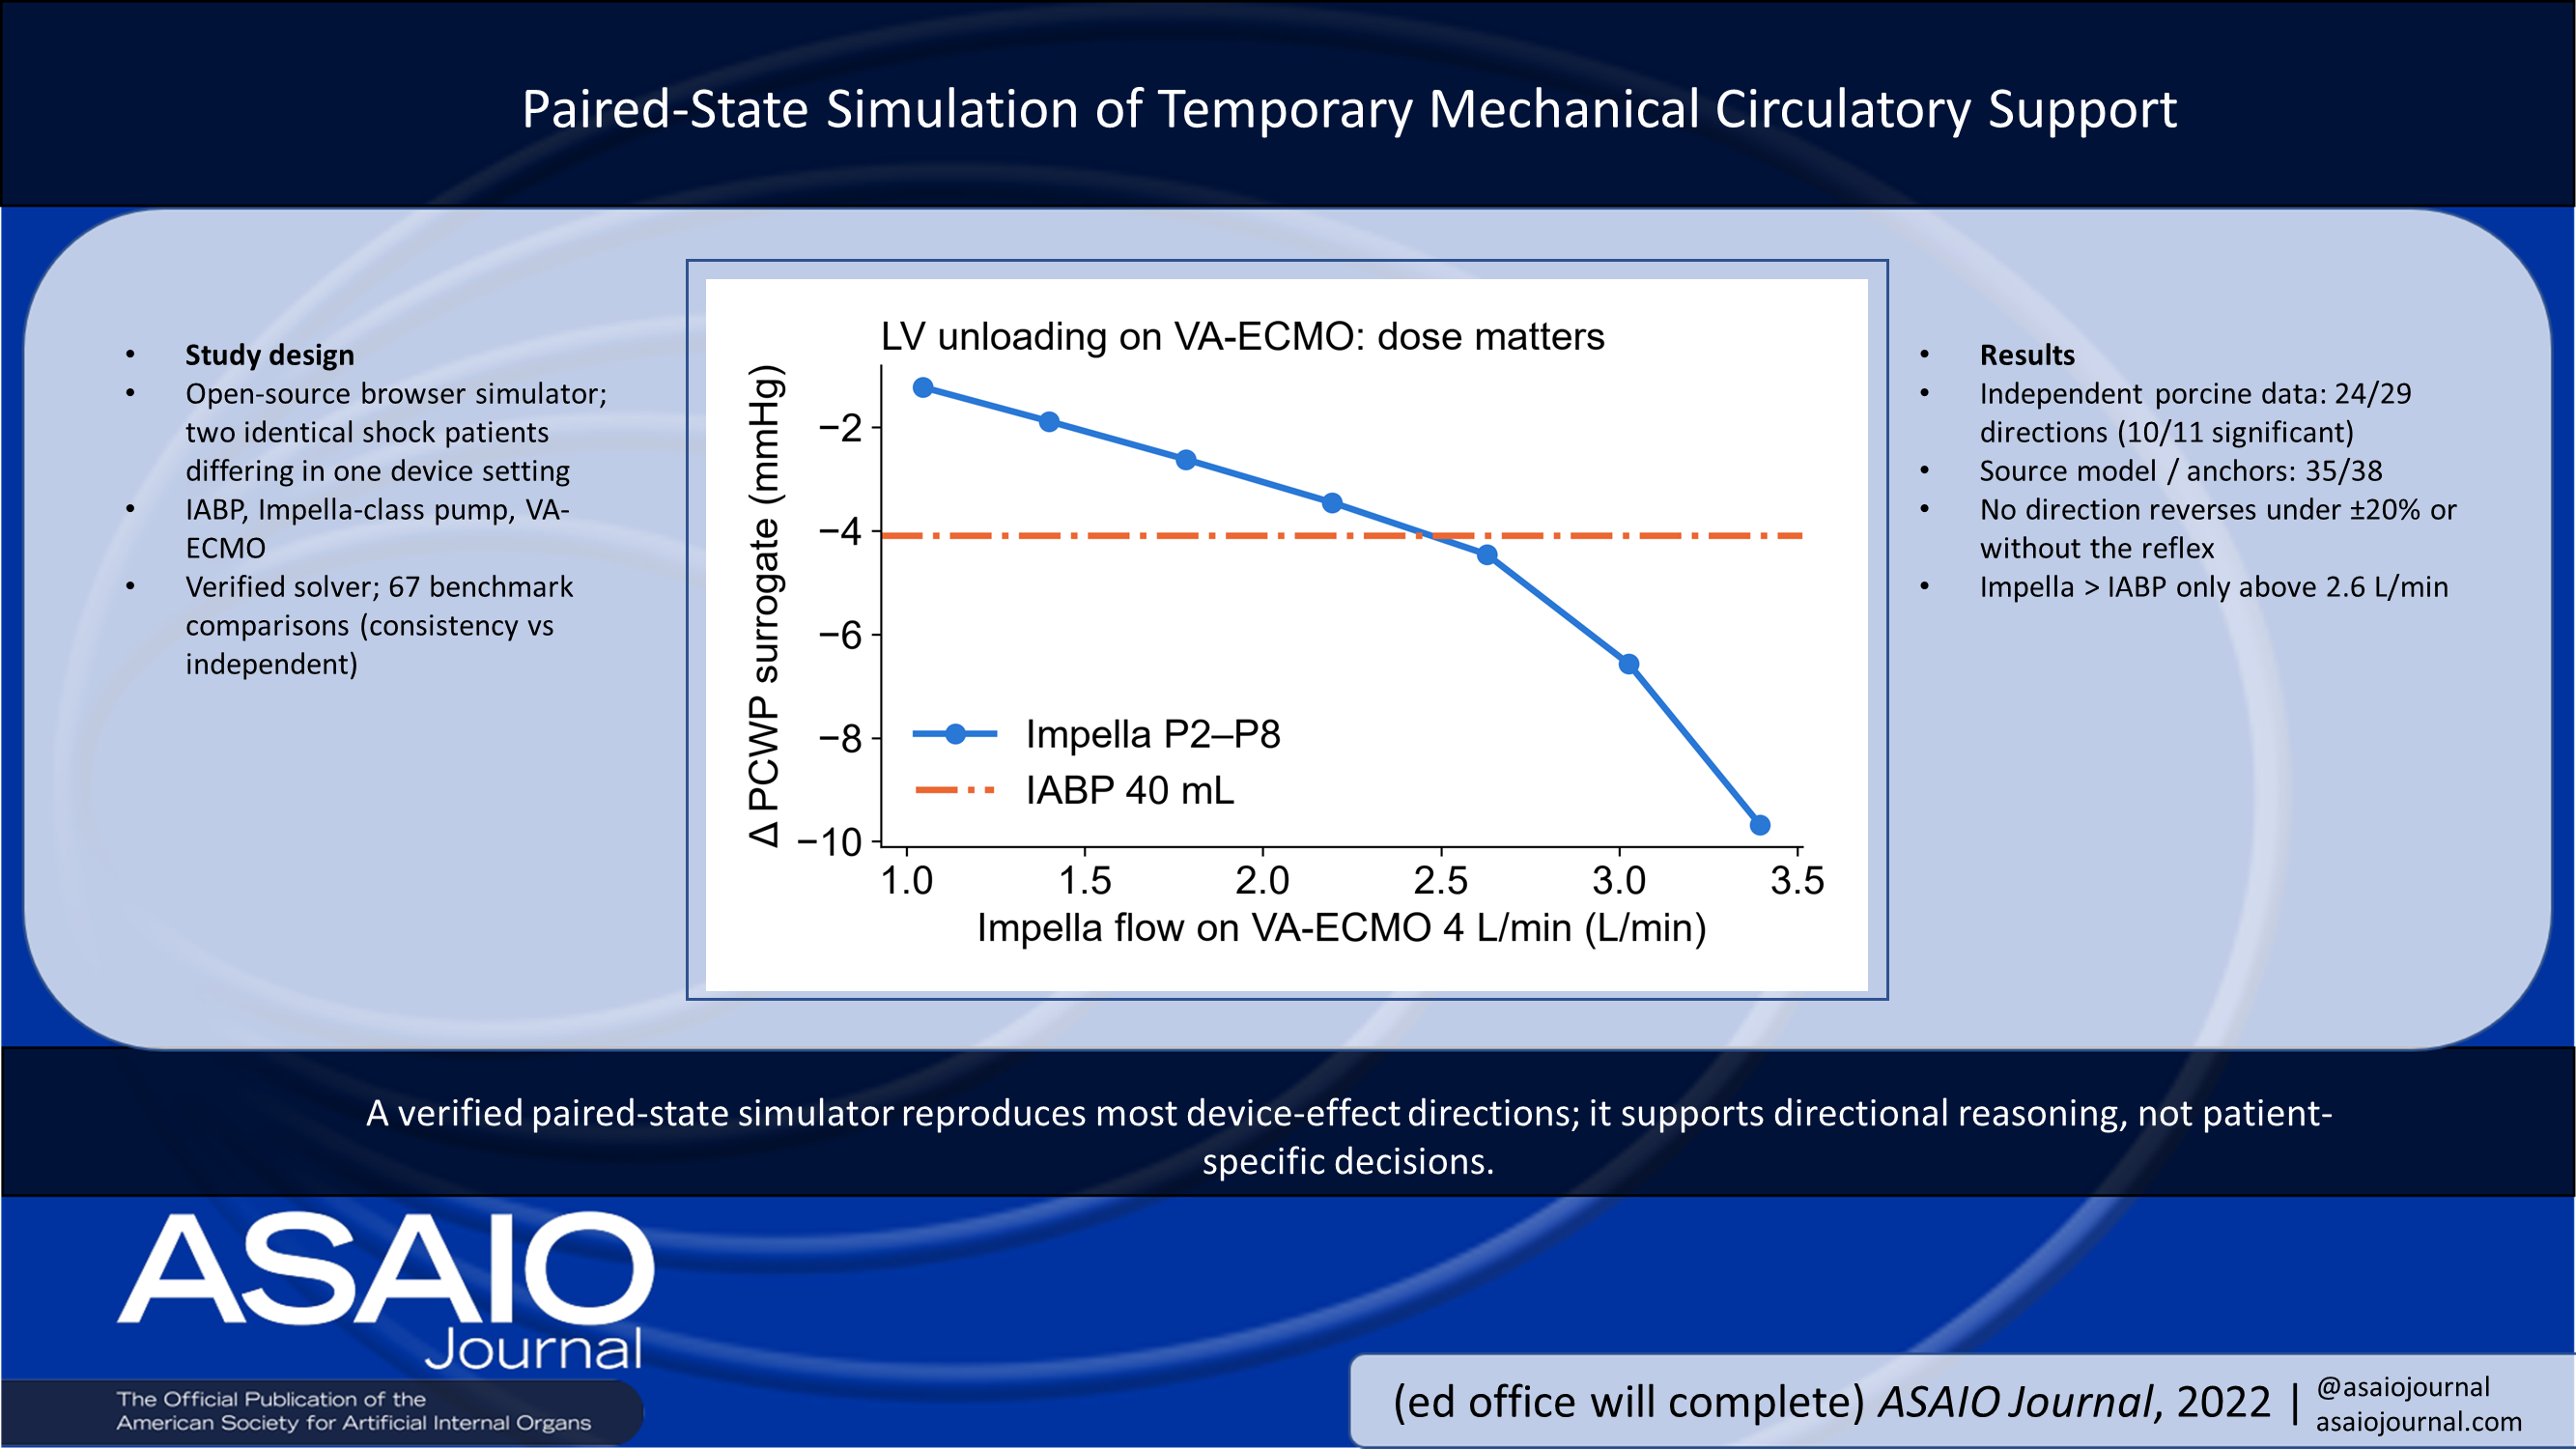 Paired-State Simulation of Temporary Mechanical Circulatory Support
• Study design
• Open-source browser simulator;
two identical shock patients
differing in one device setting
• IABP, Impella-class pump, VA-
ECMO
• Verified solver; 67 benchmark
comparisons (consistency vs
independent)
LV unloading on VA-ECMO: dose matters
Δ PCWP surrogate (mmHg)
−2
−4
−6
−8
−10
Impella P2–P8
IABP 40 mL
1.0 1.5 2.0 2.5 3.0 3.5
Impella flow on VA-ECMO 4 L/min (L/min)
• Results
• Independent porcine data: 24/29
directions (10/11 significant)
• Source model / anchors: 35/38
• No direction reverses under ±20% or
without the reflex
• Impella > IABP only above 2.6 L/min
A verified paired-state simulator reproduces most device-effect directions; it supports directional reasoning, not patient-
specific decisions.
ASAIO
Journal
The Official Publication of the
American Society for Artificial Internal Organs
(ed office will complete) ASAIO Journal, 2022 |
@asaiojournal
asaiojournal.com